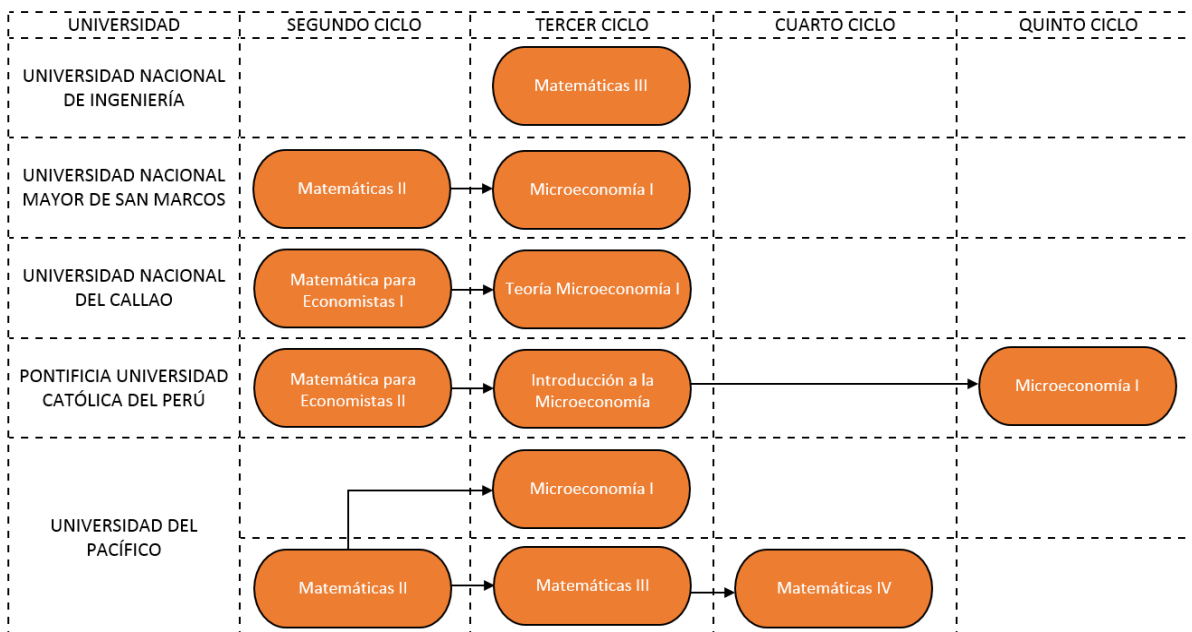 UNIVERSIDAD
SEGUNDO CICLO
TERCER CICLO
CUARTO CICLO
QUINTO CICLO
UNIVERSIDAD NACIONAL
DE INGENIERÍA
Matemáticas III
UNIVERSIDAD NACIONAL
MAYOR DE SAN MARCOS
Matemáticas II
Microeconomía I
UNIVERSIDAD NACIONAL
DEL CALLAO
Matemática para
Economistas I
Teoría Microeconomía I
PONTIFICIA UNIVERSIDAD
CATÓLICA DEL PERÚ
Matemática para
Economistas II
Introducción a la
Microeconomía
Microeconomía I
UNIVERSIDAD DEL
PACÍFICO
Microeconomía I
Matemáticas II
Matemáticas III
Matemáticas IV